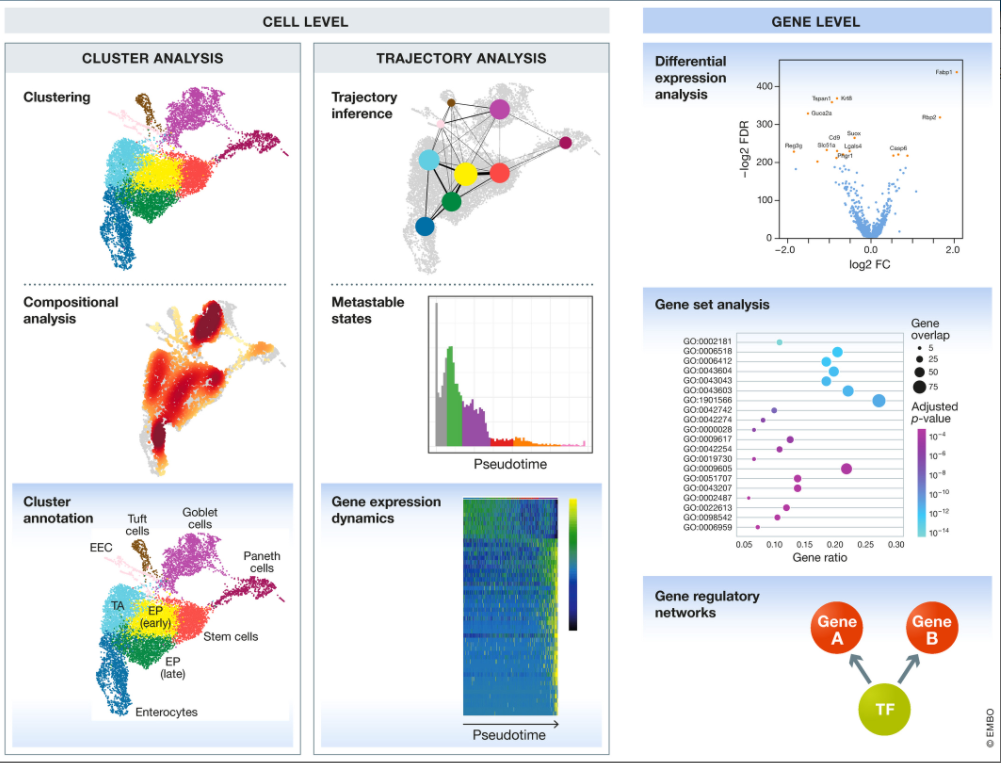 CELL LEVEL
GENE LEVEL
CLUSTER ANALYSIS
TRAJECTORY ANALYSIS
Clustering
Trajectory
inference
Differential
expression
analysis
−log2 FDR
400
300
200
100
0
−2.0
0.0
2.0
log2 FC
Fabp1
Tspan1
Krt8
Guca2a
Rbp2
Suox
Cd9
Reg3g
Slc51a
Lgals4
Pfkgr1
Casp6
Compositional
analysis
Metastable
states
Pseudotime
Gene set analysis
GO:0002181
GO:0006518
GO:0006412
GO:0043604
GO:0043043
GO:0043603
GO:1901566
GO:0042742
GO:0042274
GO:0000028
GO:0009617
GO:0042254
GO:0019730
GO:0009605
GO:0051707
GO:0043207
GO:0002487
GO:0022613
GO:0098542
GO:0006959
0.05
0.10
0.15
0.20
0.25
0.30
Gene ratio
Gene
overlap
5
25
50
75
Adjusted
p-value
10⁻⁴
10⁻⁶
10⁻⁸
10⁻¹⁰
10⁻¹²
10⁻¹⁴
Cluster
annotation
Tuft
cells
Goblet
cells
EEC
Paneth
cells
TA
EP
(early)
Stem cells
EP
(late)
Enterocytes
Gene expression
dynamics
Pseudotime
Gene regulatory
networks
Gene
A
Gene
B
TF
© EMBO